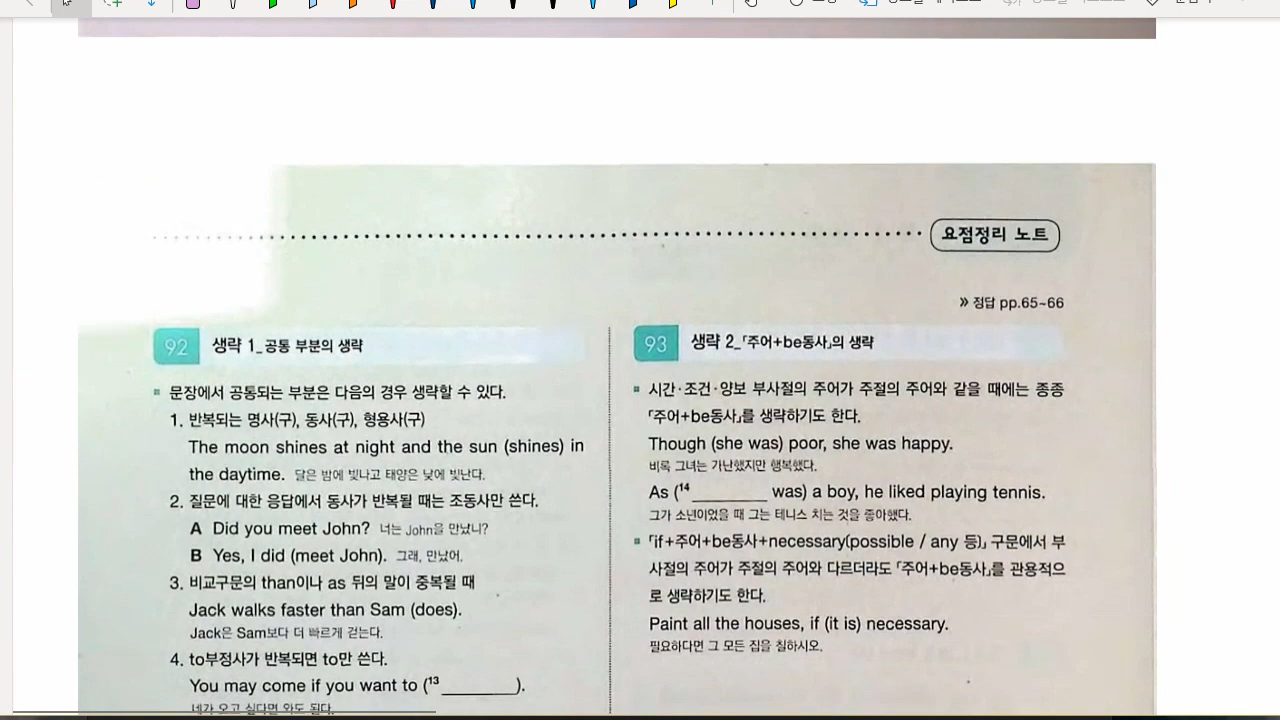 요점정리 노트
» 정답 pp.65~66
92 생략 1_공통 부분의 생략
문장에서 공통되는 부분은 다음의 경우 생략할 수 있다.
1. 반복되는 명사(구), 동사(구), 형용사(구)
The moon shines at night and the sun (shines) in
the daytime. 달은 밤에 빛나고 태양은 낮에 빛난다.
2. 질문에 대한 응답에서 동사가 반복될 때는 조동사만 쓴다.
A Did you meet John? 너는 John을 만났니?
B Yes, I did (meet John). 그래, 만났어.
3. 비교구문의 than이나 as 뒤의 말이 중복될 때
Jack walks faster than Sam (does).
Jack은 Sam보다 더 빠르게 걷는다.
4. to부정사가 반복되면 to만 쓴다.
You may come if you want to (13 ________).
네가 오고 싶다면 와도 된다.
93 생략 2_「주어+be동사」의 생략
시간·조건·양보 부사절의 주어가 주절의 주어와 같을 때에는 종종
「주어+be동사」를 생략하기도 한다.
Though (she was) poor, she was happy.
비록 그녀는 가난했지만 행복했다.
As (14 ________ was) a boy, he liked playing tennis.
그가 소년이었을 때 그는 테니스 치는 것을 좋아했다.
「if+주어+be동사+necessary(possible / any 등)」 구문에서 부
사절의 주어가 주절의 주어와 다르더라도 「주어+be동사」를 관용적으
로 생략하기도 한다.
Paint all the houses, if (it is) necessary.
필요하다면 그 모든 집을 칠하시오.